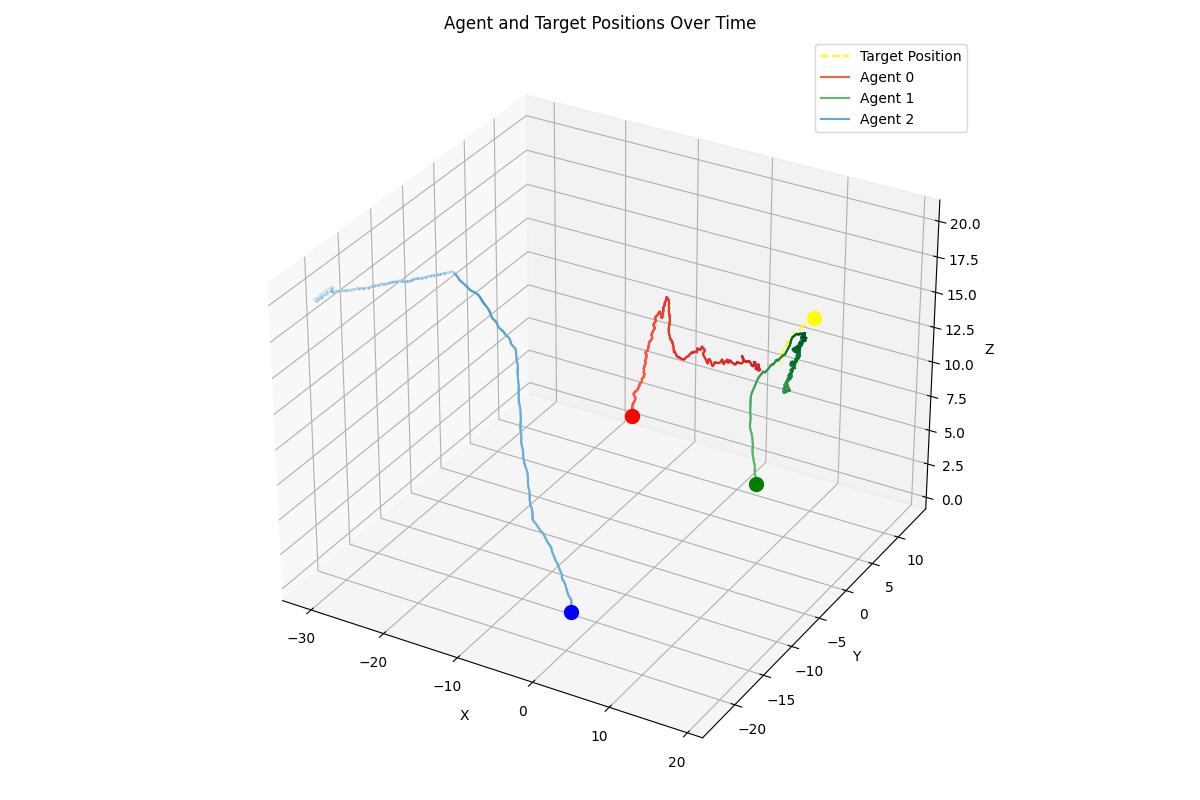 Agent and Target Positions Over Time
Target Position
Agent 0
Agent 1
Agent 2
20.0
17.5
15.0
12.5
10.0
7.5
5.0
2.5
0.0
Z
10
5
0
−5
−10
−15
−20
Y
−30
−20
−10
0
10
20
X